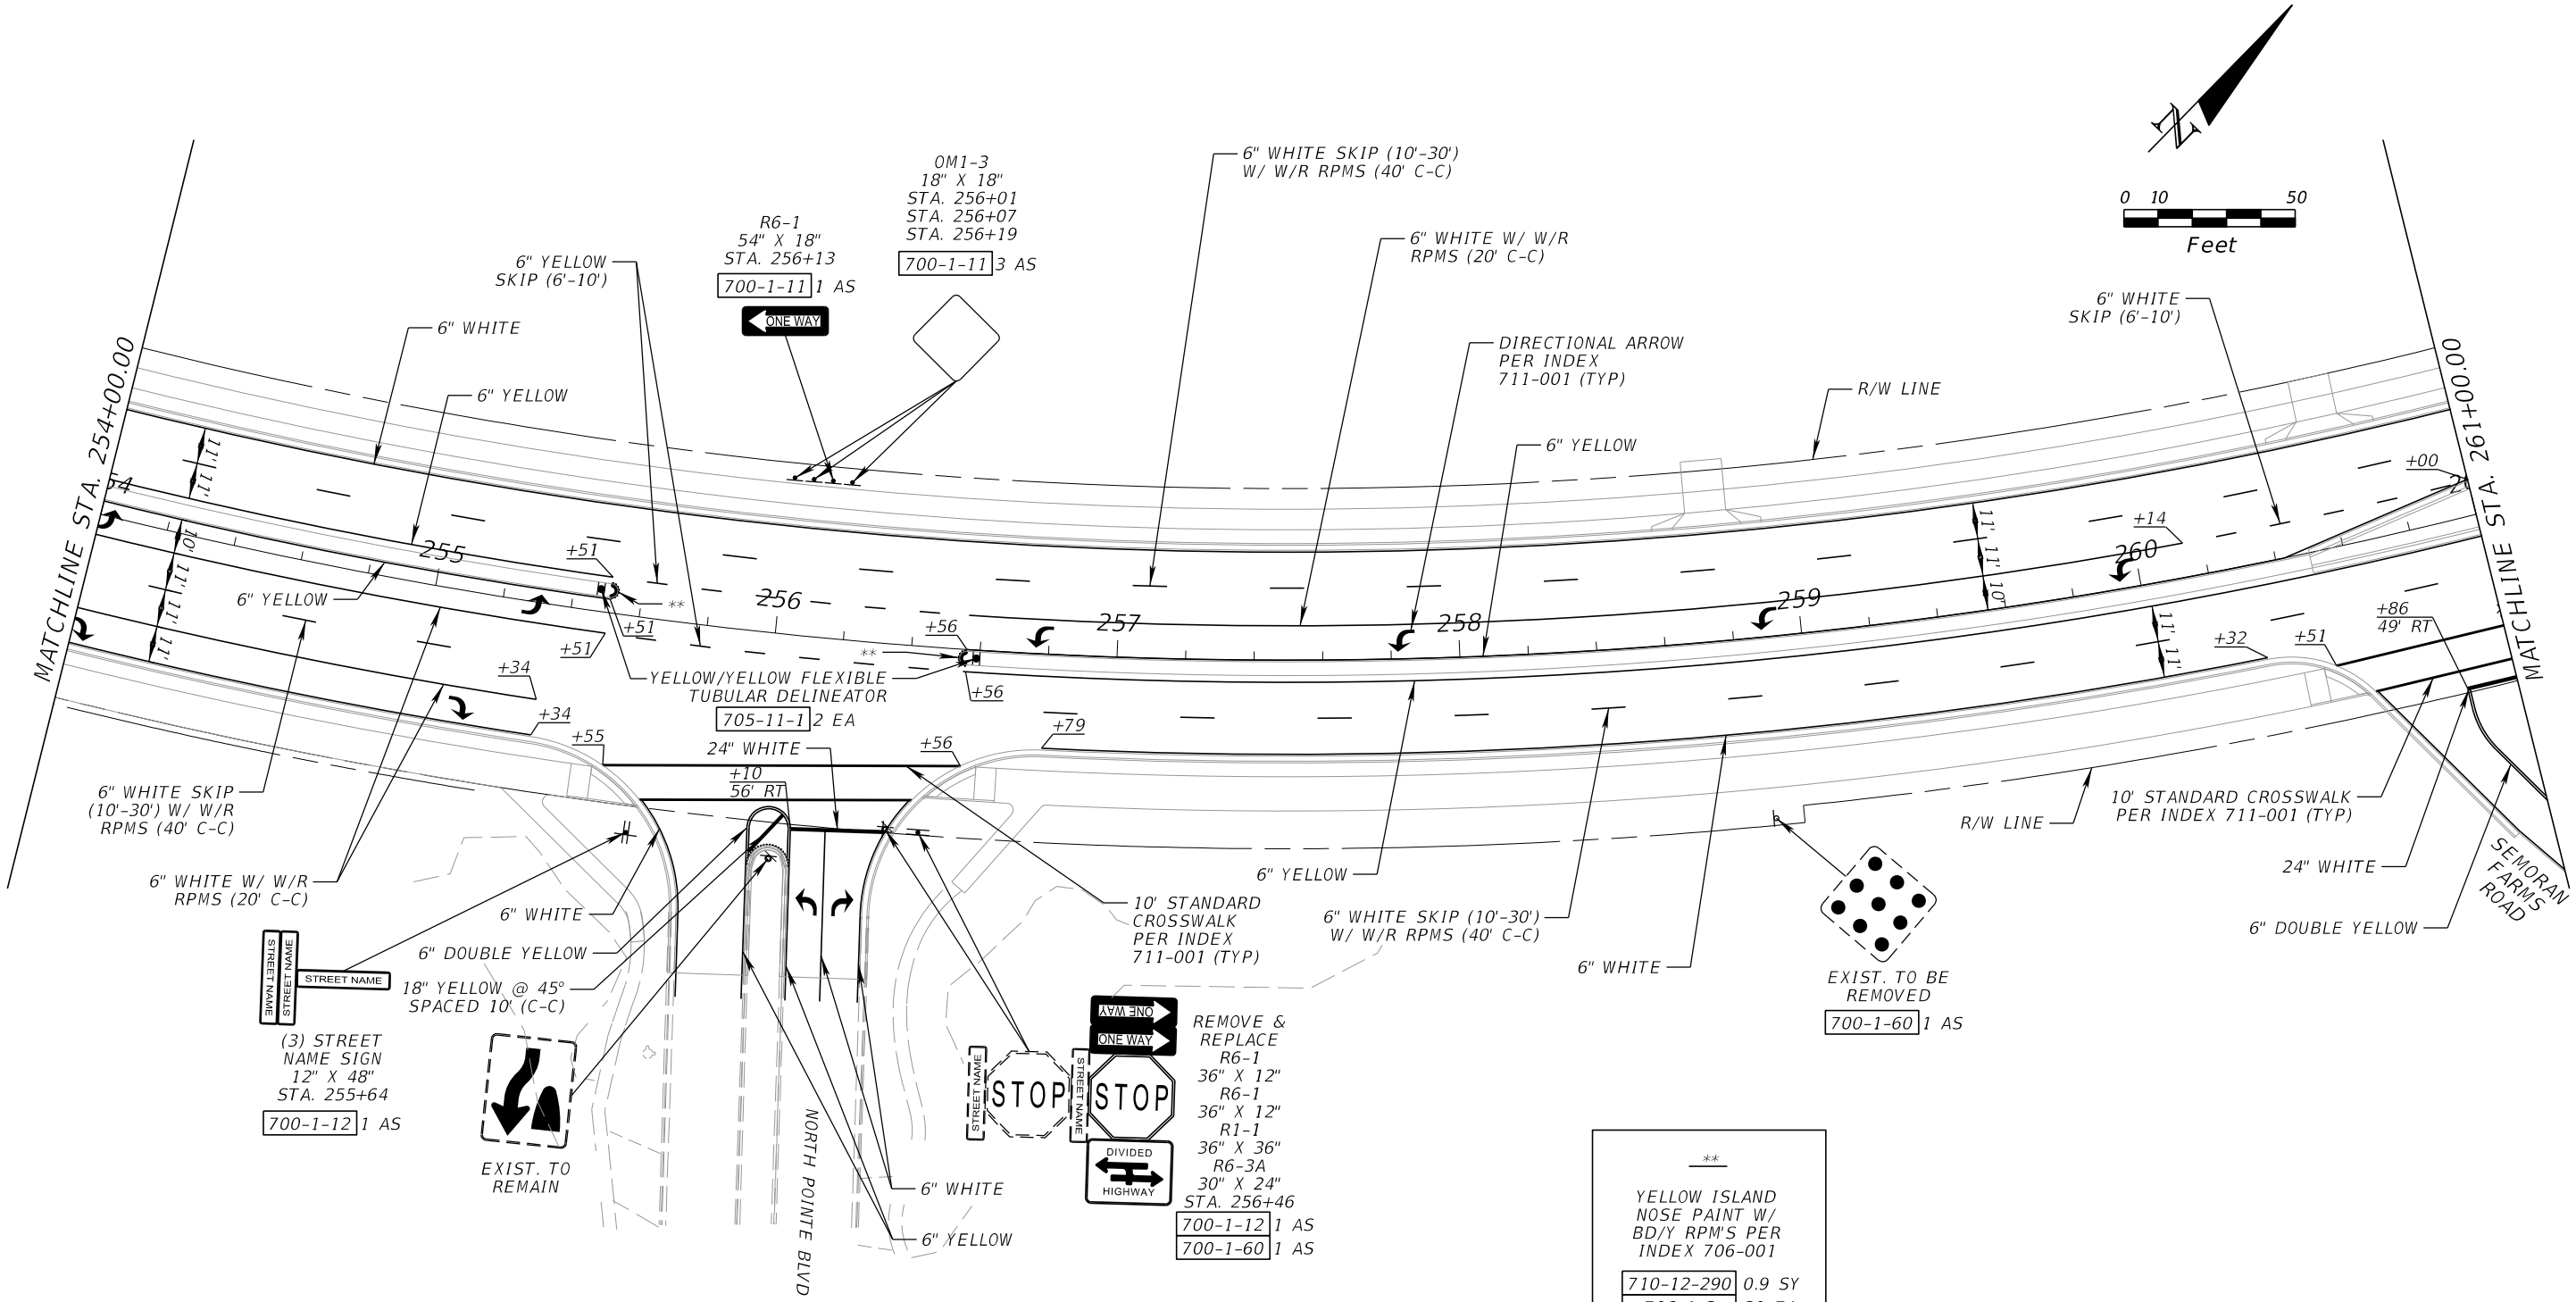 N
0 10 50
Feet
MATCHLINE STA. 254+00.00
MATCHLINE STA. 261+00.00
OM1-3
18" X 18"
STA. 256+01
STA. 256+07
STA. 256+19
700-1-11 3 AS
R6-1
54" X 18"
STA. 256+13
700-1-11 1 AS
ONE WAY
6" YELLOW
SKIP (6'-10')
6" WHITE
6" YELLOW
6" WHITE SKIP (10'-30')
W/ W/R RPMS (40' C-C)
6" WHITE W/ W/R
RPMS (20' C-C)
DIRECTIONAL ARROW
PER INDEX
711-001 (TYP)
6" YELLOW
R/W LINE
6" WHITE
SKIP (6'-10')
+00
+14
11' 11'
10' 11' 11' 11'
11' 11' 10'
11' 11'
255
256
257
258
259
260
+51
+51
+51
**
**
+56
+56
+34
+34
+55
+56
+79
+32
+51
+86
49' RT
6" YELLOW
YELLOW/YELLOW FLEXIBLE
TUBULAR DELINEATOR
705-11-1 2 EA
24" WHITE
+10
56' RT
6" WHITE SKIP
(10'-30') W/ W/R
RPMS (40' C-C)
6" WHITE W/ W/R
RPMS (20' C-C)
6" WHITE
6" DOUBLE YELLOW
18" YELLOW @ 45°
SPACED 10' (C-C)
STREET NAME
STREET NAME
STREET NAME
(3) STREET
NAME SIGN
12" X 48"
STA. 255+64
700-1-12 1 AS
EXIST. TO
REMAIN
NORTH POINTE BLVD
6" WHITE
6" YELLOW
10' STANDARD
CROSSWALK
PER INDEX
711-001 (TYP)
STREET NAME
STOP
STREET NAME
ONE WAY
ONE WAY
STOP
DIVIDED
HIGHWAY
REMOVE &
REPLACE
R6-1
36" X 12"
R6-1
36" X 12"
R1-1
36" X 36"
R6-3A
30" X 24"
STA. 256+46
700-1-12 1 AS
700-1-60 1 AS
6" YELLOW
6" WHITE SKIP (10'-30')
W/ W/R RPMS (40' C-C)
6" WHITE
EXIST. TO BE
REMOVED
700-1-60 1 AS
R/W LINE
10' STANDARD CROSSWALK
PER INDEX 711-001 (TYP)
24" WHITE
6" DOUBLE YELLOW
SEMORAN
FARMS
ROAD
**
YELLOW ISLAND
NOSE PAINT W/
BD/Y RPM'S PER
INDEX 706-001
710-12-290 0.9 SY